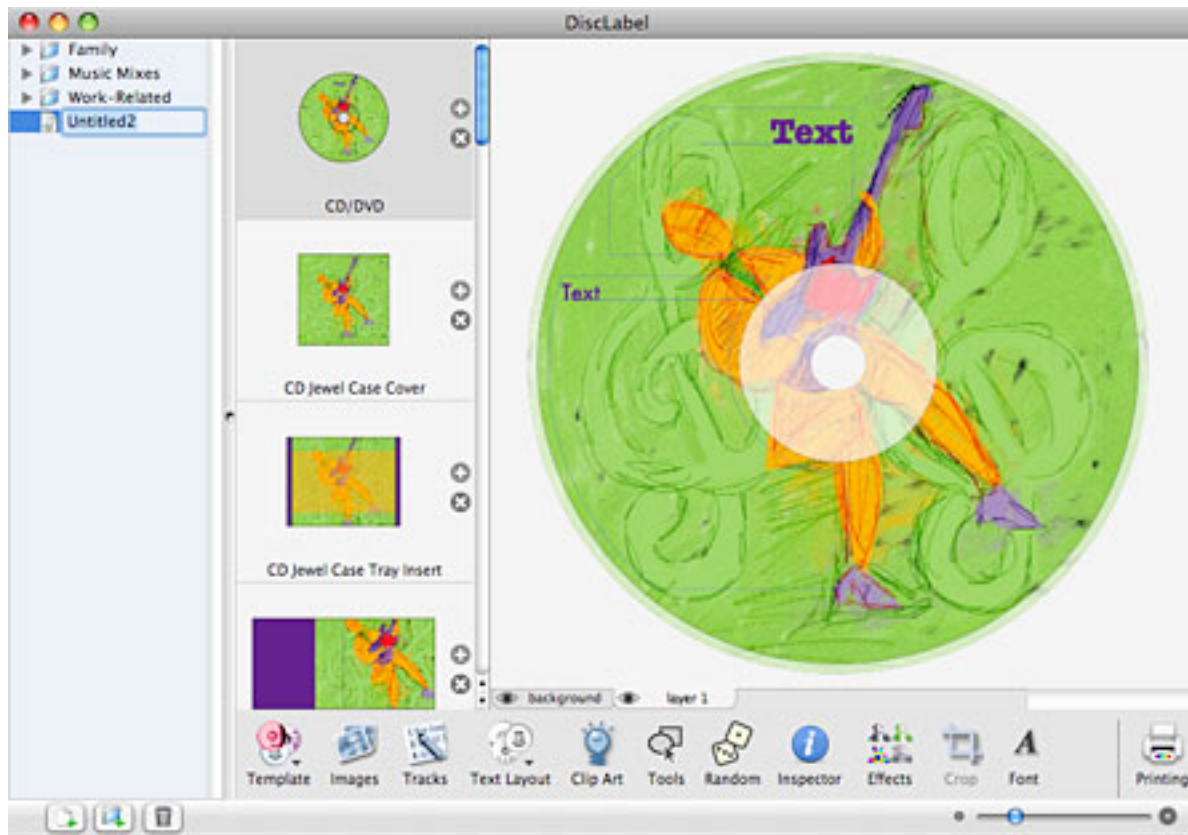 DiscLabel
Family
Music Mixes
Work-Related
Untitled2
CD/DVD
CD Jewel Case Cover
CD Jewel Case Tray Insert
Text
Text
background
layer 1
Template
Images
Tracks
Text Layout
Clip Art
Tools
Random
Inspector
Effects
Crop
Font
Printing